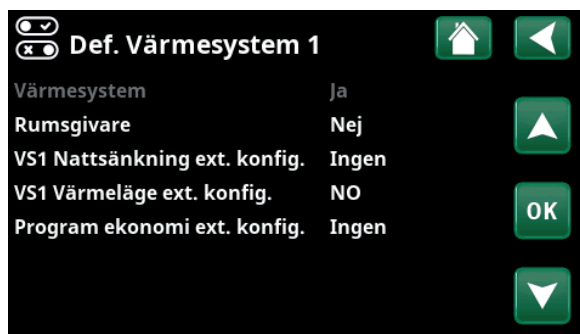 Def. Värmesystem 1
Värmesystem Ja
Rumsgivare Nej
VS1 Nattsänkning ext. konfig. Ingen
VS1 Värmeläge ext. konfig. NO
Program ekonomi ext. konfig. Ingen
OK